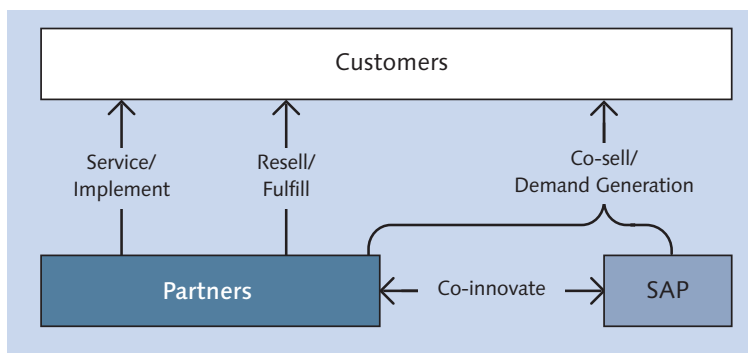 Customers
Service/
Implement
Resell/
Fulfill
Co-sell/
Demand Generation
Partners
Co-innovate
SAP